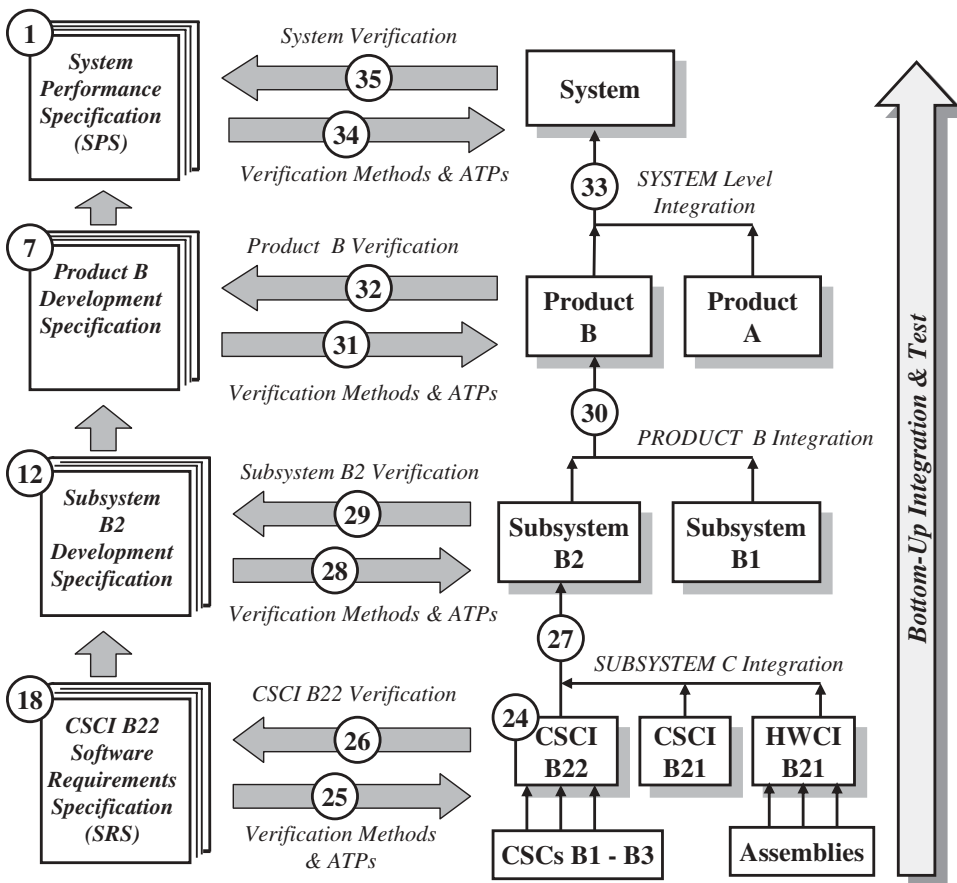 1
System
Performance
Specification
(SPS)
System Verification
35
34
Verification Methods & ATPs
System
33
SYSTEM Level
Integration
7
Product B
Development
Specification
Product B Verification
32
31
Verification Methods & ATPs
Product
B
Product
A
30
PRODUCT B Integration
12
Subsystem
B2
Development
Specification
Subsystem B2 Verification
29
28
Verification Methods & ATPs
Subsystem
B2
Subsystem
B1
27
SUBSYSTEM C Integration
18
CSCI B22
Software
Requirements
Specification
(SRS)
CSCI B22 Verification
26
25
Verification Methods
& ATPs
24
CSCI
B22
CSCI
B21
HWCI
B21
CSCs B1 - B3
Assemblies
Bottom-Up Integration & Test